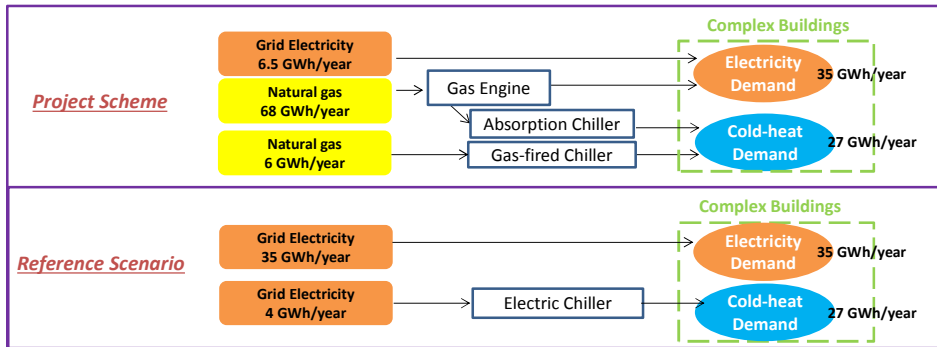 Complex Buildings
Project Scheme
Grid Electricity
6.5 GWh/year
Natural gas
68 GWh/year
Natural gas
6 GWh/year
Gas Engine
Absorption Chiller
Gas-fired Chiller
Electricity
Demand
35 GWh/year
Cold-heat
Demand
27 GWh/year
Complex Buildings
Reference Scenario
Grid Electricity
35 GWh/year
Grid Electricity
4 GWh/year
Electric Chiller
Electricity
Demand
35 GWh/year
Cold-heat
Demand
27 GWh/year